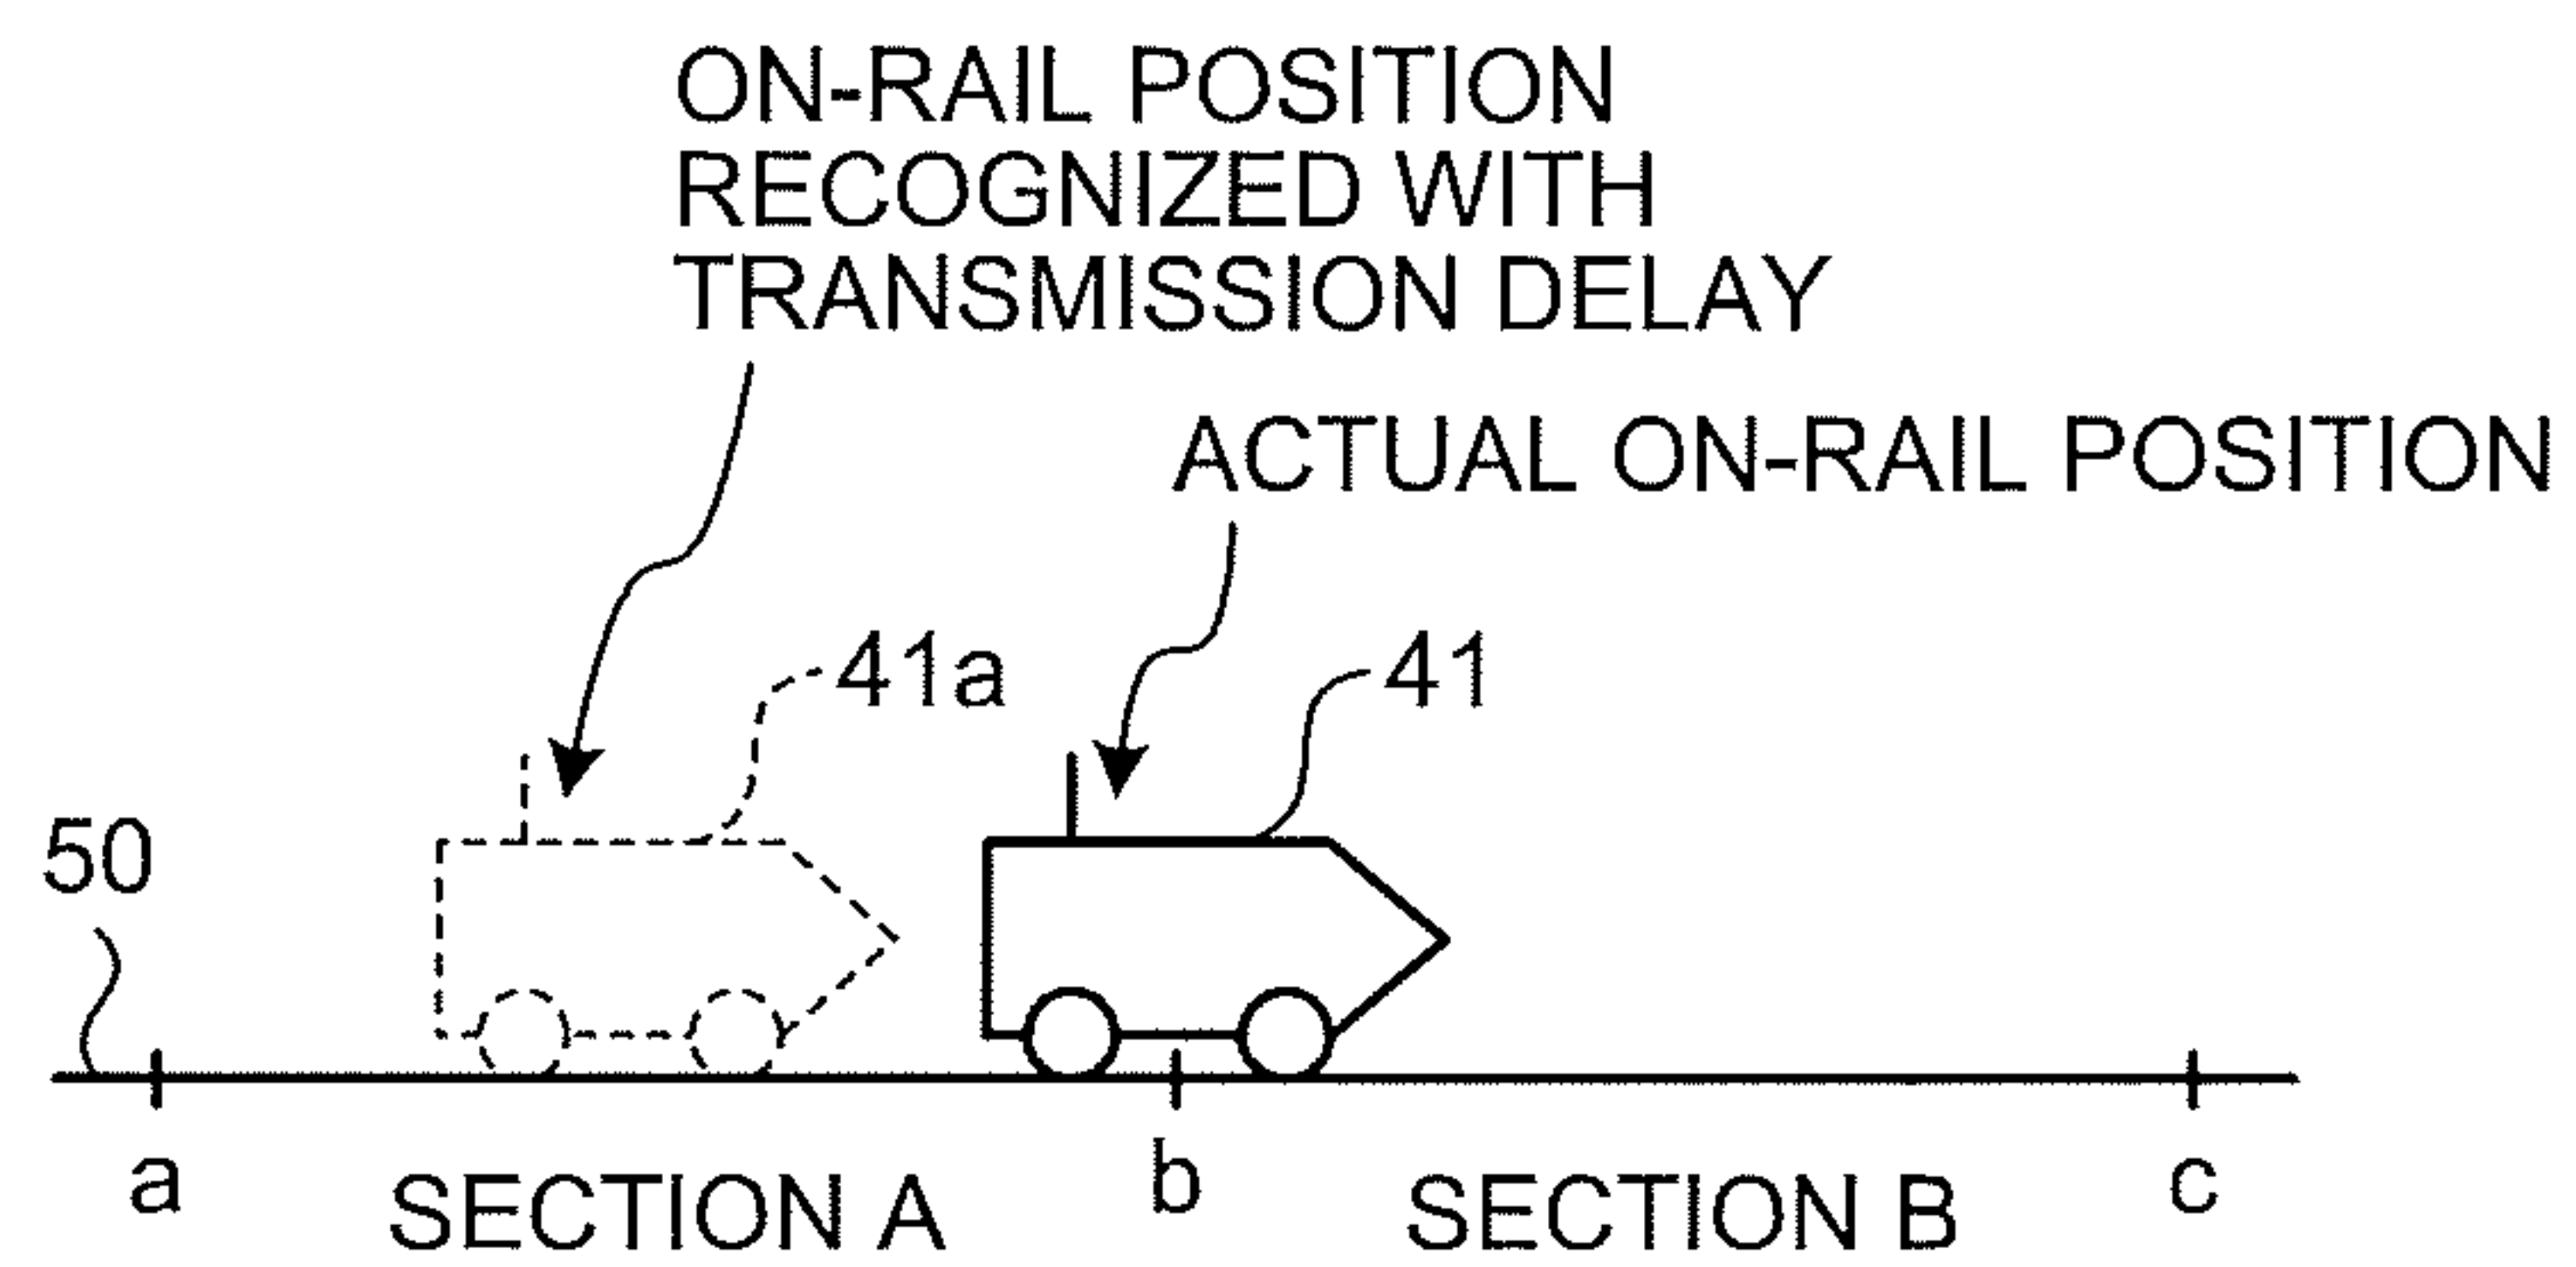 ON-RAIL POSITION
RECOGNIZED WITH
TRANSMISSION DELAY
ACTUAL ON-RAIL POSITION
41a
41
50
a
SECTION A
b
SECTION B
c